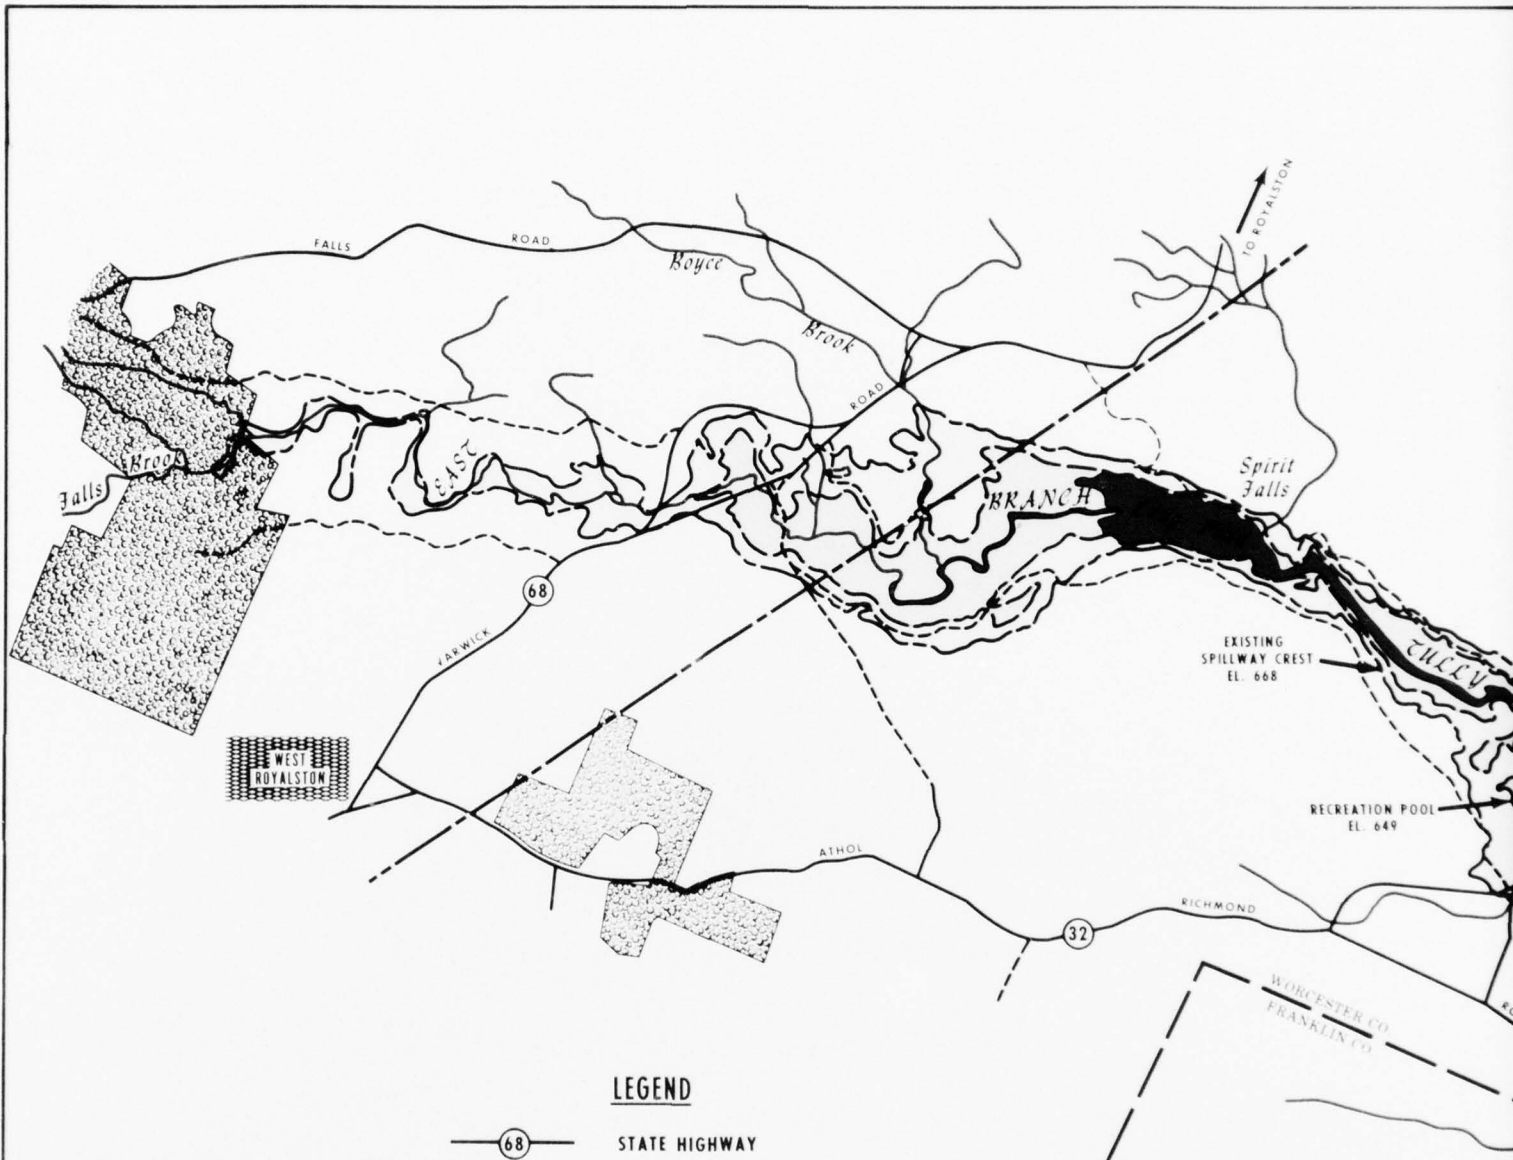 TO ROYALSTON
FALLS ROAD
Boyce
Brook
ROAD
EAST
BRANCH
Spirit
Falls
Brook
Falls
68
WARWICK
EXISTING
SPILLWAY CREST
EL. 668
TULLY
WEST
ROYALSTON
RECREATION POOL
EL. 649
ATHOL
RICHMOND
32
WORCESTER CO
FRANKLIN CO
LEGEND
68 STATE HIGHWAY